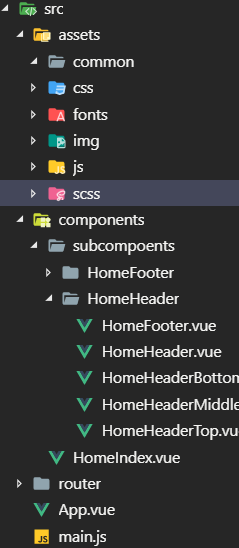 src
assets
common
css
fonts
img
js
scss
components
subcompoents
HomeFooter
HomeHeader
HomeFooter.vue
HomeHeader.vue
HomeHeaderBottom
HomeHeaderMiddle
HomeHeaderTop.vu
HomeIndex.vue
router
App.vue
main.js